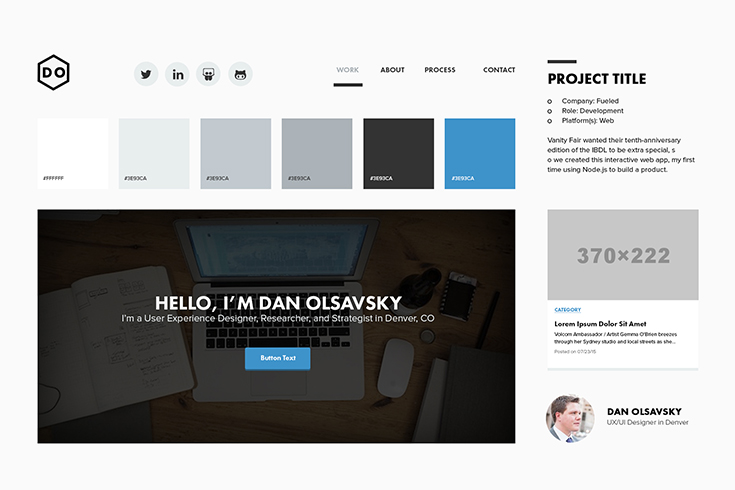 DO
WORK ABOUT PROCESS CONTACT
#FFFFFF #3E93CA #3E93CA #3E93CA #3E93CA #3E93CA
HELLO, I'M DAN OLSAVSKY
I'm a User Experience Designer, Researcher, and Strategist in Denver, CO
Button Text
PROJECT TITLE
Company: Fueled
Role: Development
Platform(s): Web
Vanity Fair wanted their tenth-anniversary
edition of the IBDL to be extra special, s
o we created this interactive web app, my first
time using Node.js to build a product.
370×222
CATEGORY
Lorem Ipsum Dolor Sit Amet
Volcom Ambassador / Artist Gemma O'Brien breezes
through her Sydney studio and local streets as she...
Posted on 07/23/15
DAN OLSAVSKY
UX/UI Designer in Denver